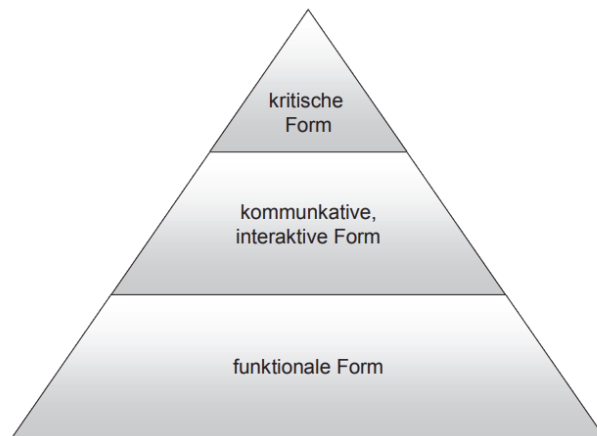 kritische
Form
kommunkative,
interaktive Form
funktionale Form